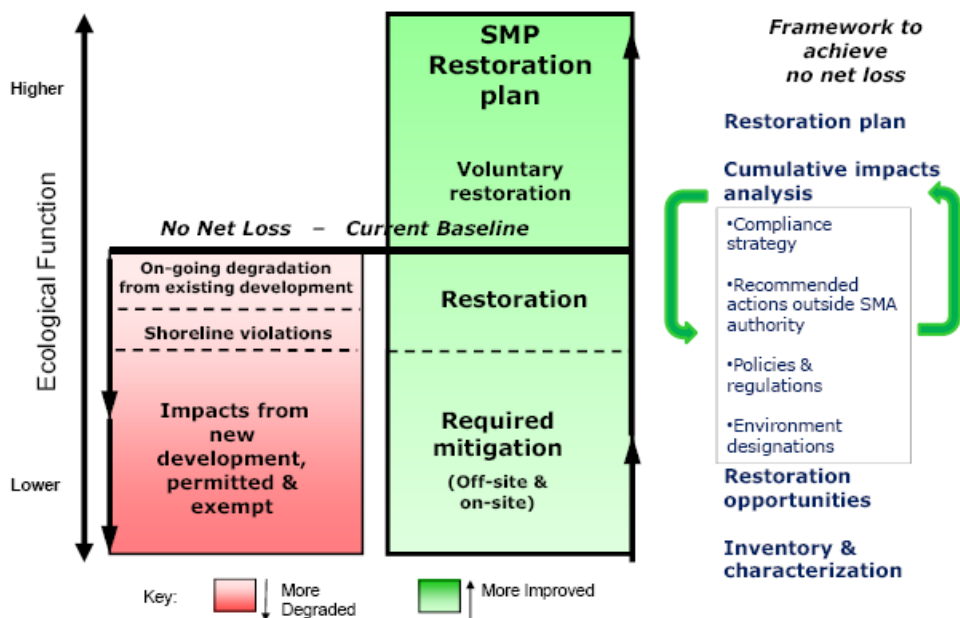 Higher
Ecological Function
Lower
SMP
Restoration
plan
Voluntary
restoration
No Net Loss – Current Baseline
On-going degradation
from existing development
Shoreline violations
Impacts from
new
development,
permitted &
exempt
Restoration
Required
mitigation
(Off-site &
on-site)
Framework to
achieve
no net loss
Restoration plan
Cumulative impacts
analysis
•Compliance
strategy
•Recommended
actions outside SMA
authority
•Policies &
regulations
•Environment
designations
Restoration
opportunities
Inventory &
characterization
Key:
More
Degraded
More Improved